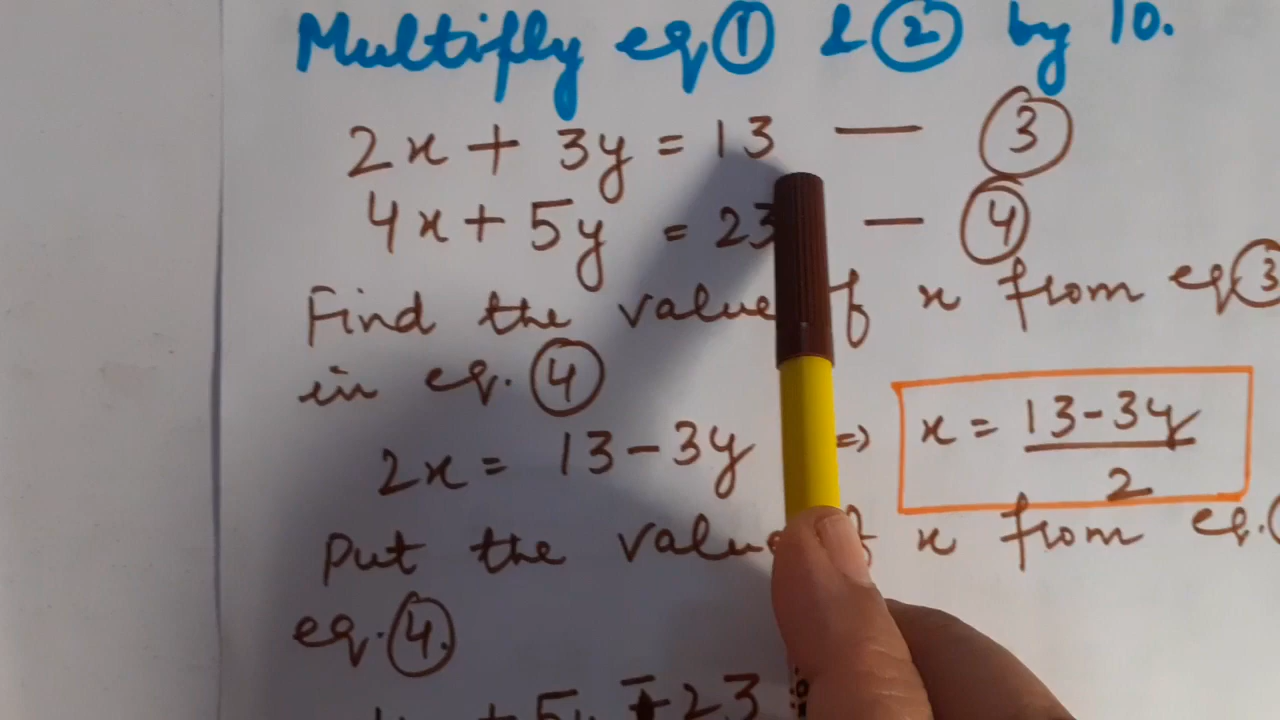 Multiply eq ① & ② by 10.
2x + 3y = 13 — ③
4x + 5y = 23 — ④
Find the value of x from eq ③
in eq. ④
2x = 13 - 3y => x = 13 - 3y / 2
Put the value of x from eq.
eq. ④.
+ 5y = 23